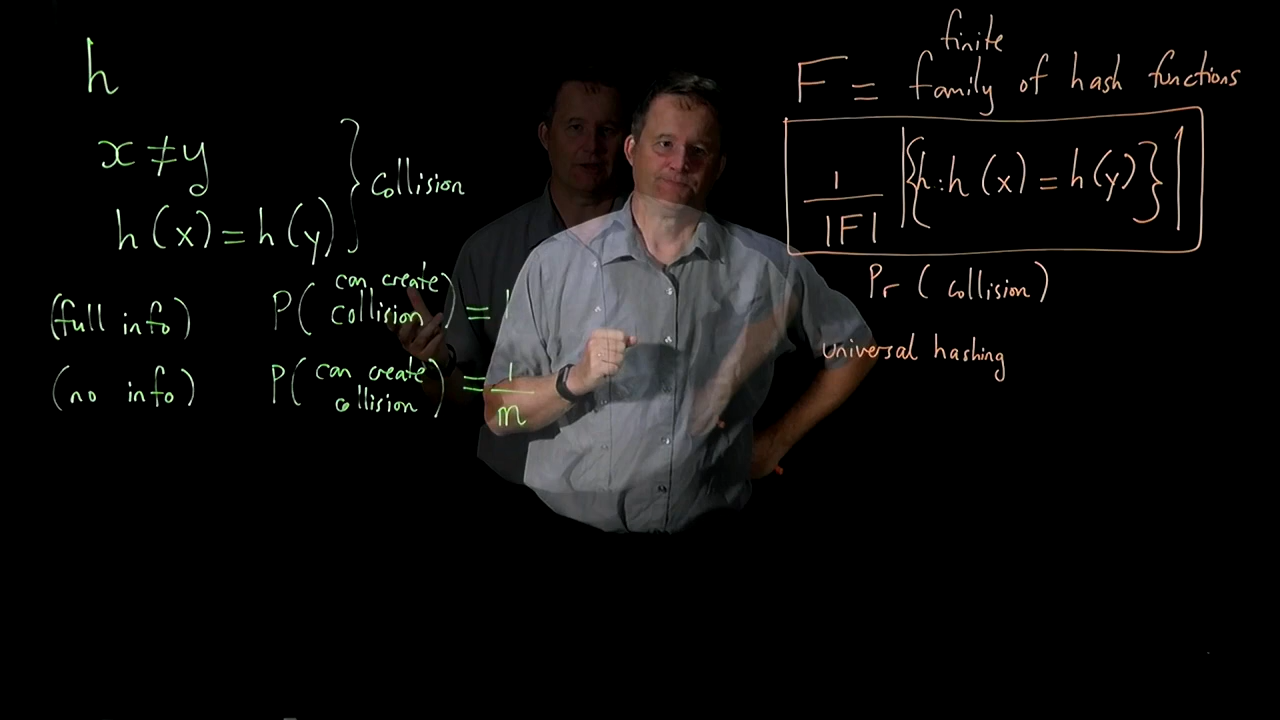 h
x ≠ y
h(x) = h(y) } collision
(full info) P(can create collision) = 1
(no info) P(can create collision) = 1/m
F = finite family of hash functions
1/|F| |{h : h(x) = h(y)}|
Pr (collision)
universal hashing